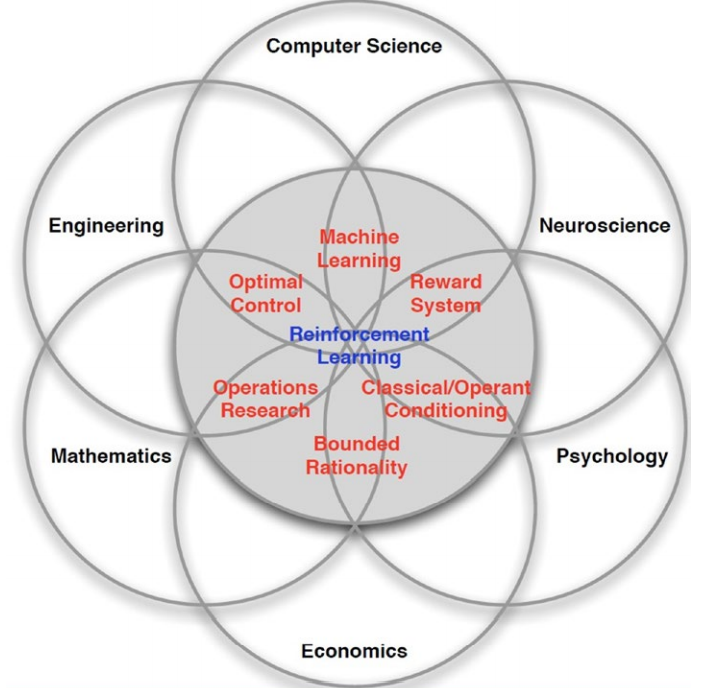 Computer Science
Engineering
Neuroscience
Machine
Learning
Optimal
Control
Reward
System
Reinforcement
Learning
Operations
Research
Classical/Operant
Conditioning
Bounded
Rationality
Mathematics
Psychology
Economics